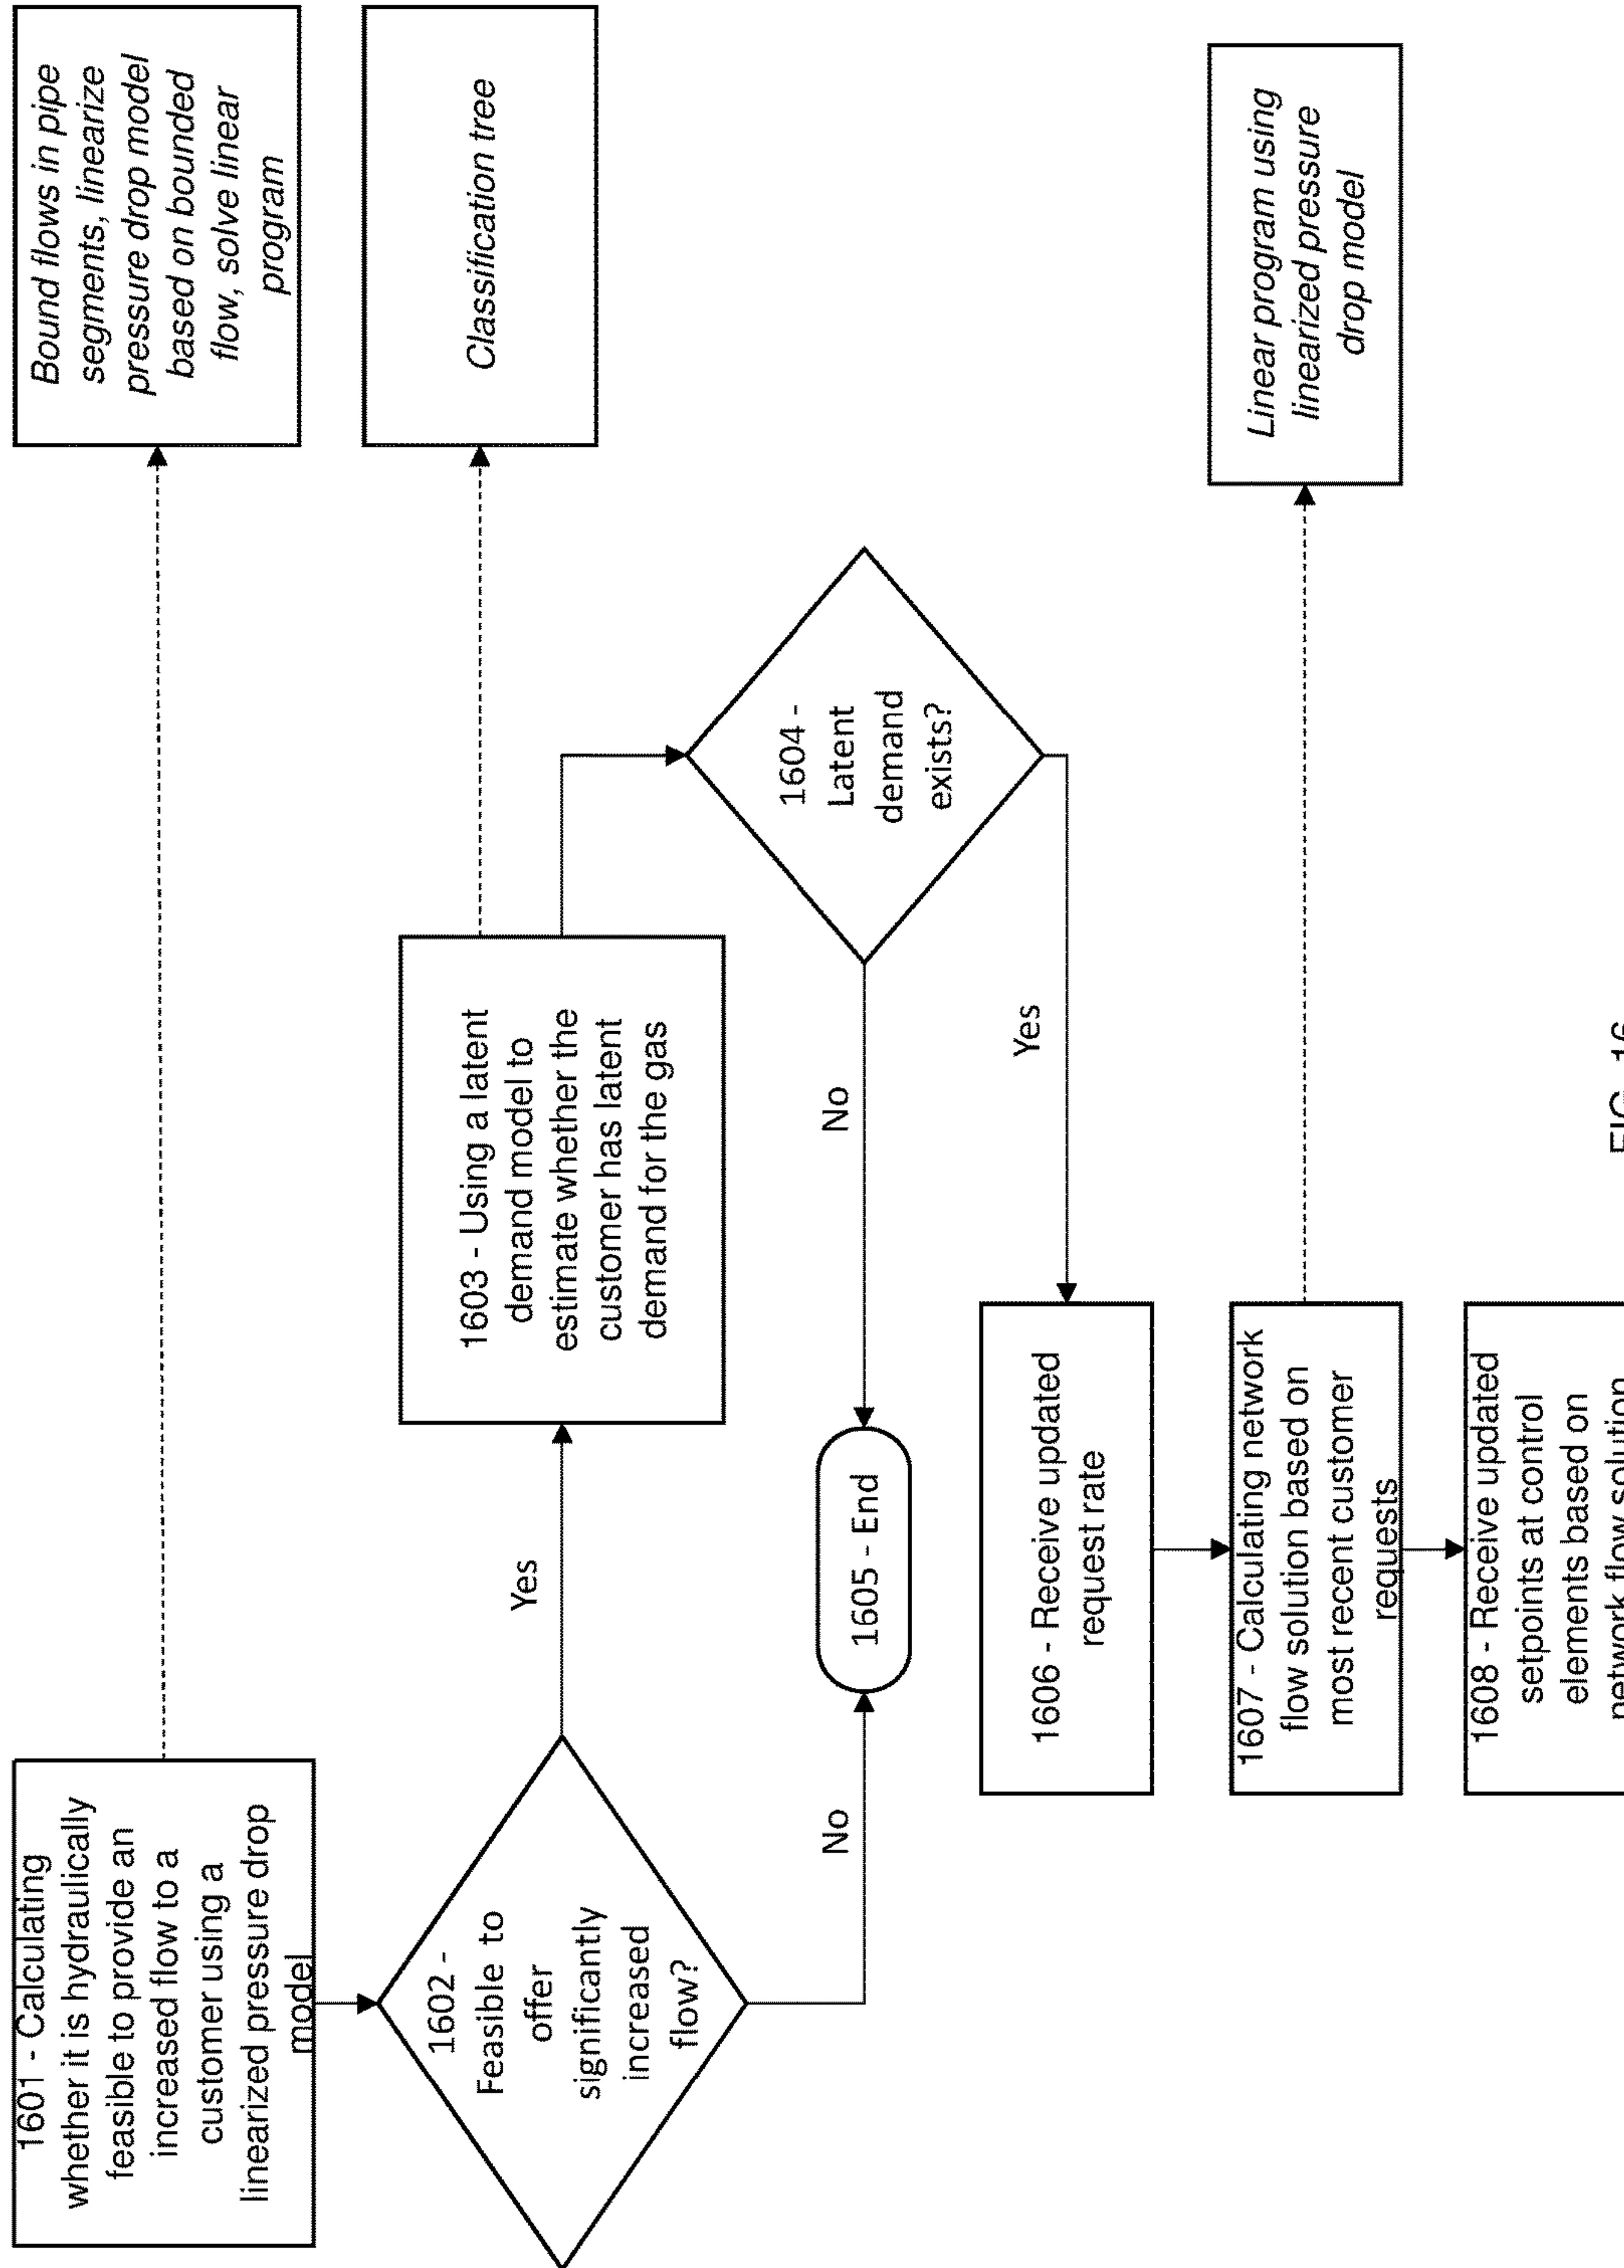 1601 - Calculating
whether it is hydraulically
feasible to provide an
increased flow to a
customer using a
linearized pressure drop
model
Bound flows in pipe
segments, linearize
pressure drop model
based on bounded
flow, solve linear
program
1602 -
Feasible to
offer
significantly
increased
flow?
Yes
No
1603 - Using a latent
demand model to
estimate whether the
customer has latent
demand for the gas
Classification tree
1604 -
Latent
demand
exists?
No
Yes
1605 - End
1606 - Receive updated
request rate
1607 - Calculating network
flow solution based on
most recent customer
requests
Linear program using
linearized pressure
drop model
1608 - Receive updated
setpoints at control
elements based on
network flow solution
FIG. 16